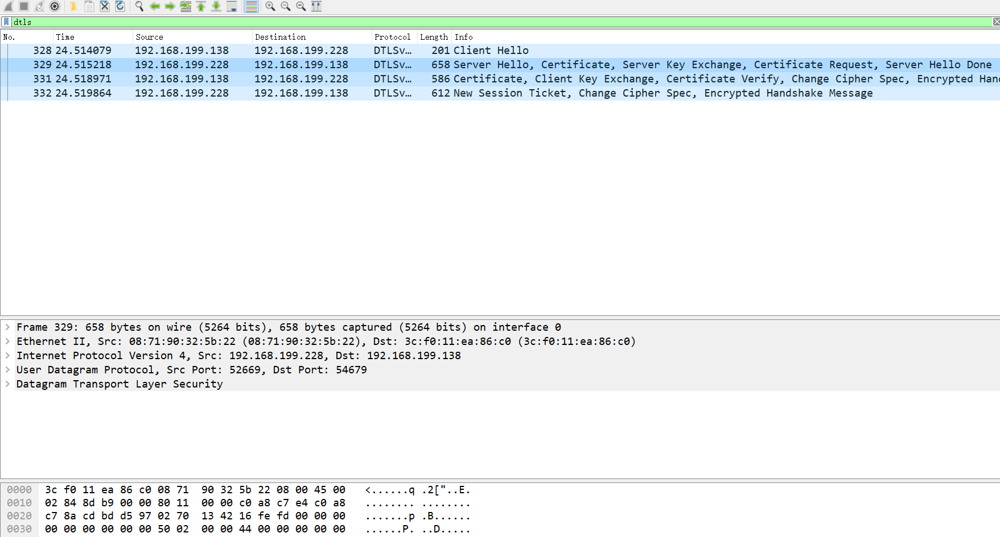 dtls
No. Time Source Destination Protocol Length Info
328 24.514079 192.168.199.138 192.168.199.228 DTLSv… 201 Client Hello
329 24.515218 192.168.199.228 192.168.199.138 DTLSv… 658 Server Hello, Certificate, Server Key Exchange, Certificate Request, Server Hello Done
331 24.518971 192.168.199.138 192.168.199.228 DTLSv… 586 Certificate, Client Key Exchange, Certificate Verify, Change Cipher Spec, Encrypted Han
332 24.519864 192.168.199.228 192.168.199.138 DTLSv… 612 New Session Ticket, Change Cipher Spec, Encrypted Handshake Message
Frame 329: 658 bytes on wire (5264 bits), 658 bytes captured (5264 bits) on interface 0
Ethernet II, Src: 08:71:90:32:5b:22 (08:71:90:32:5b:22), Dst: 3c:f0:11:ea:86:c0 (3c:f0:11:ea:86:c0)
Internet Protocol Version 4, Src: 192.168.199.228, Dst: 192.168.199.138
User Datagram Protocol, Src Port: 52669, Dst Port: 54679
Datagram Transport Layer Security
0000 3c f0 11 ea 86 c0 08 71 90 32 5b 22 08 00 45 00 <......q .2["..E.
0010 02 84 8d b9 00 00 80 11 00 00 c0 a8 c7 e4 c0 a8 ........ ........
0020 c7 8a cd bd d5 97 02 70 13 42 16 fe fd 00 00 00 .......p .B......
0030 00 00 00 00 00 00 50 02 00 00 44 00 00 00 00 00 ......P. ..D.....